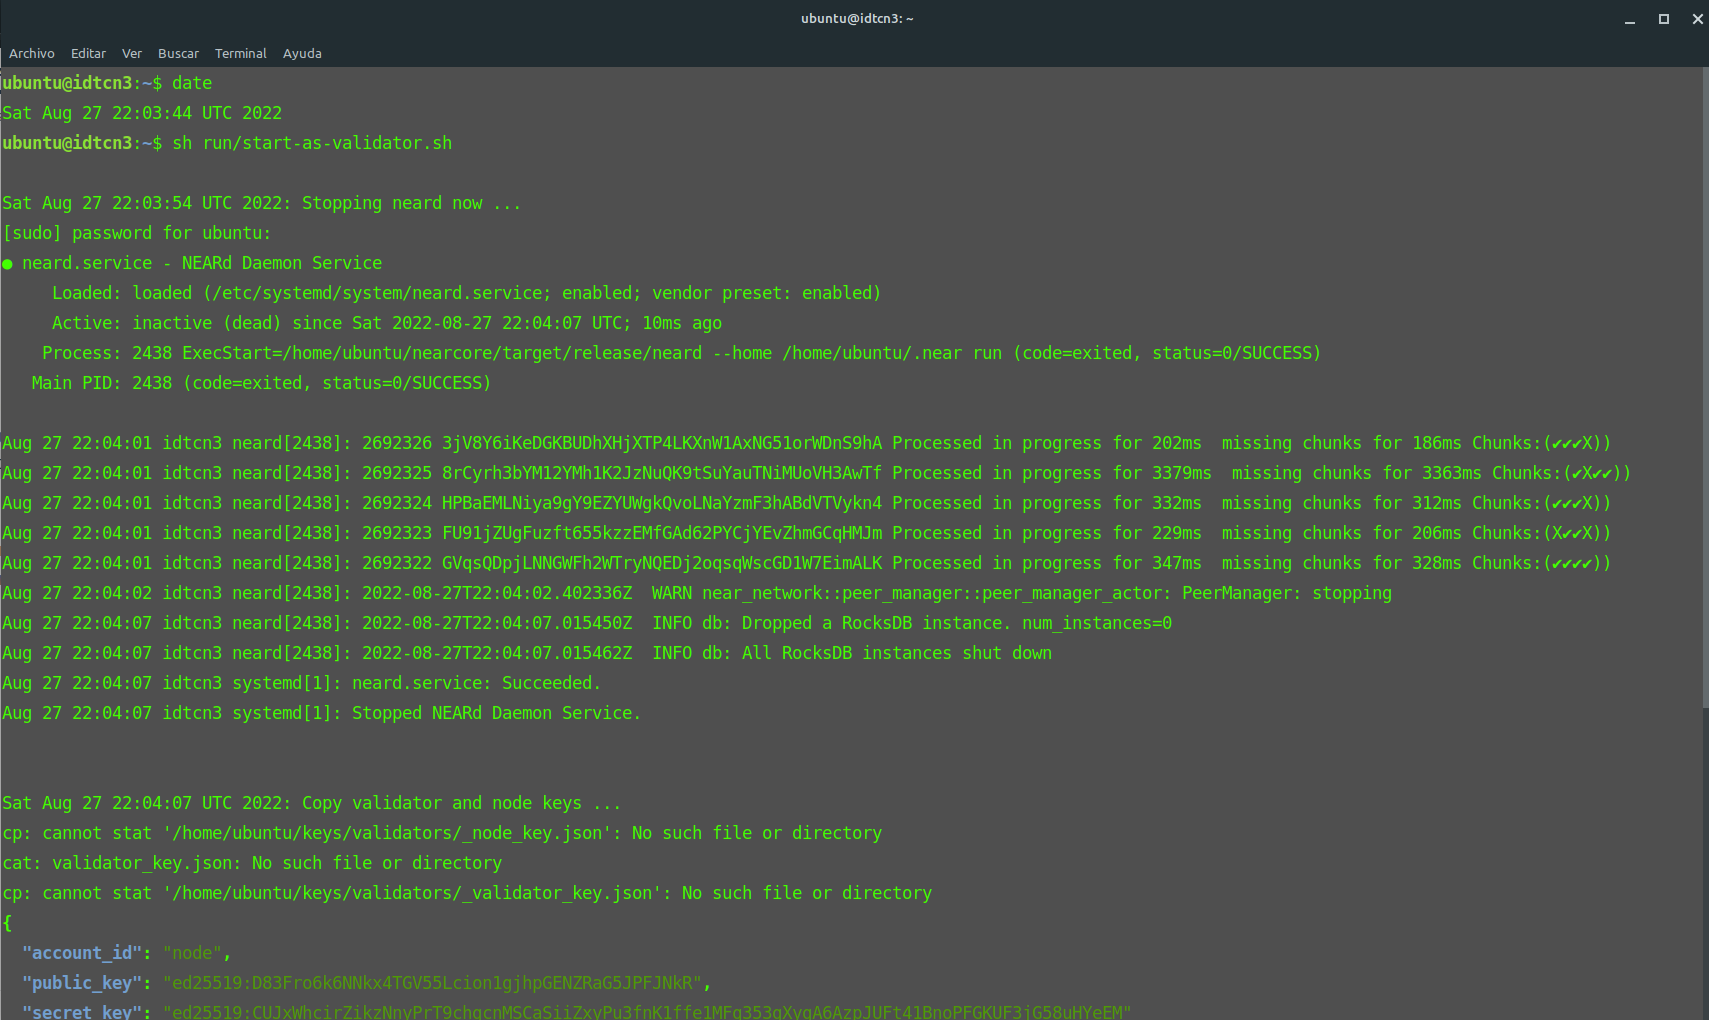 ubuntu@idtcn3: ~
Archivo Editar Ver Buscar Terminal Ayuda
ubuntu@idtcn3:~$ date
Sat Aug 27 22:03:44 UTC 2022
ubuntu@idtcn3:~$ sh run/start-as-validator.sh
Sat Aug 27 22:03:54 UTC 2022: Stopping neard now ...
[sudo] password for ubuntu:
● neard.service - NEARd Daemon Service
Loaded: loaded (/etc/systemd/system/neard.service; enabled; vendor preset: enabled)
Active: inactive (dead) since Sat 2022-08-27 22:04:07 UTC; 10ms ago
Process: 2438 ExecStart=/home/ubuntu/nearcore/target/release/neard --home /home/ubuntu/.near run (code=exited, status=0/SUCCESS)
Main PID: 2438 (code=exited, status=0/SUCCESS)
Aug 27 22:04:01 idtcn3 neard[2438]: 2692326 3jV8Y6iKeDGKBUDhXHjXTP4LKXnW1AxNG51orWDnS9hA Processed in progress for 202ms missing chunks for 186ms Chunks:(✔✔✔X))
Aug 27 22:04:01 idtcn3 neard[2438]: 2692325 8rCyrh3bYM12YMh1K2JzNuQK9tSuYauTNiMUoVH3AwTf Processed in progress for 3379ms missing chunks for 3363ms Chunks:(✔X✔✔))
Aug 27 22:04:01 idtcn3 neard[2438]: 2692324 HPBaEMLNiya9gY9EZYUWgkQvoLNaYzmF3hABdVTVykn4 Processed in progress for 332ms missing chunks for 312ms Chunks:(✔✔✔X))
Aug 27 22:04:01 idtcn3 neard[2438]: 2692323 FU91jZUgFuzft655kzzEMfGAd62PYCjYEvZhmGCqHMJm Processed in progress for 229ms missing chunks for 206ms Chunks:(X✔✔X))
Aug 27 22:04:01 idtcn3 neard[2438]: 2692322 GVqsQDpjLNNGWFh2WTryNQEDj2oqsqWscGD1W7EimALK Processed in progress for 347ms missing chunks for 328ms Chunks:(✔✔✔✔))
Aug 27 22:04:02 idtcn3 neard[2438]: 2022-08-27T22:04:02.402336Z WARN near_network::peer_manager::peer_manager_actor: PeerManager: stopping
Aug 27 22:04:07 idtcn3 neard[2438]: 2022-08-27T22:04:07.015450Z INFO db: Dropped a RocksDB instance. num_instances=0
Aug 27 22:04:07 idtcn3 neard[2438]: 2022-08-27T22:04:07.015462Z INFO db: All RocksDB instances shut down
Aug 27 22:04:07 idtcn3 systemd[1]: neard.service: Succeeded.
Aug 27 22:04:07 idtcn3 systemd[1]: Stopped NEARd Daemon Service.
Sat Aug 27 22:04:07 UTC 2022: Copy validator and node keys ...
cp: cannot stat '/home/ubuntu/keys/validators/_node_key.json': No such file or directory
cat: validator_key.json: No such file or directory
cp: cannot stat '/home/ubuntu/keys/validators/_validator_key.json': No such file or directory
{
"account_id": "node",
"public_key": "ed25519:D83Fro6k6NNkx4TGV55Lcion1gjhpGENZRaG5JPFJNkR",
"secret_key":